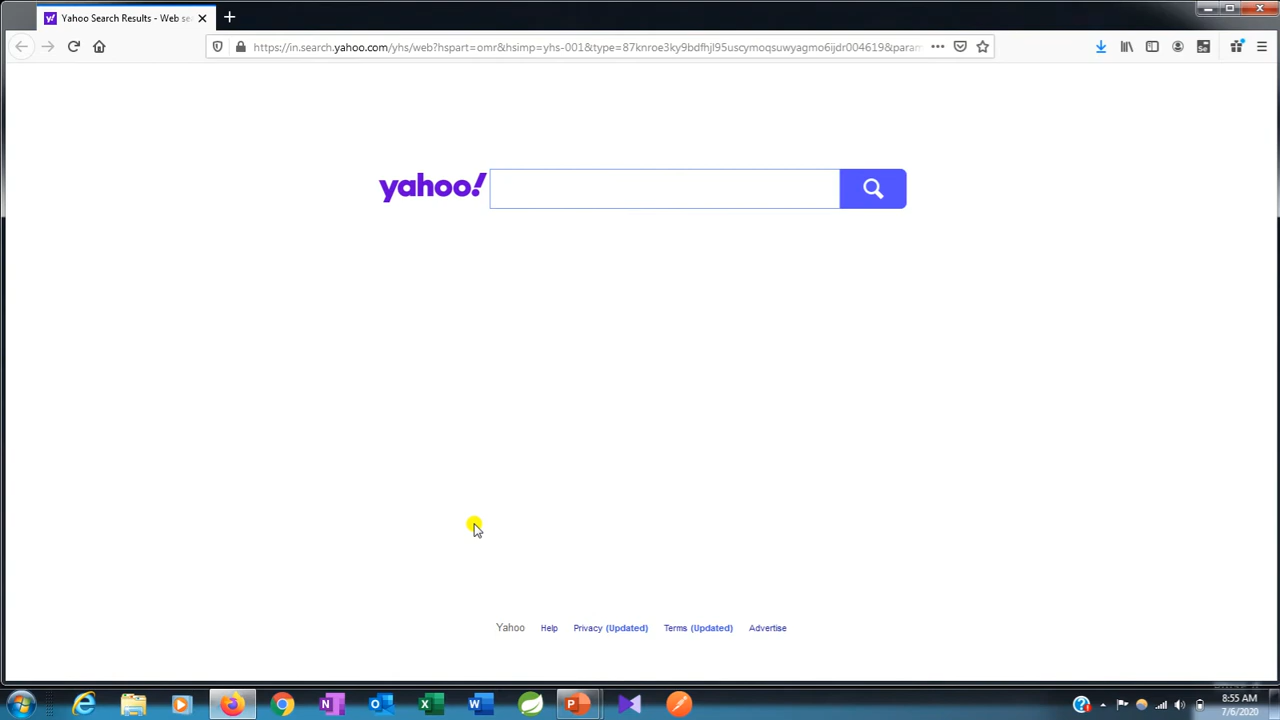 Yahoo Search Results - Web se
https://in.search.yahoo.com/yhs/web?hspart=omr&hsimp=yhs-001&type=87knroe3ky9bdfhjl95uscymoqsuwyagmo6ijdr004619&param
Se
yahoo!
Yahoo Help Privacy (Updated) Terms (Updated) Advertise
8:55 AM
7/6/2020